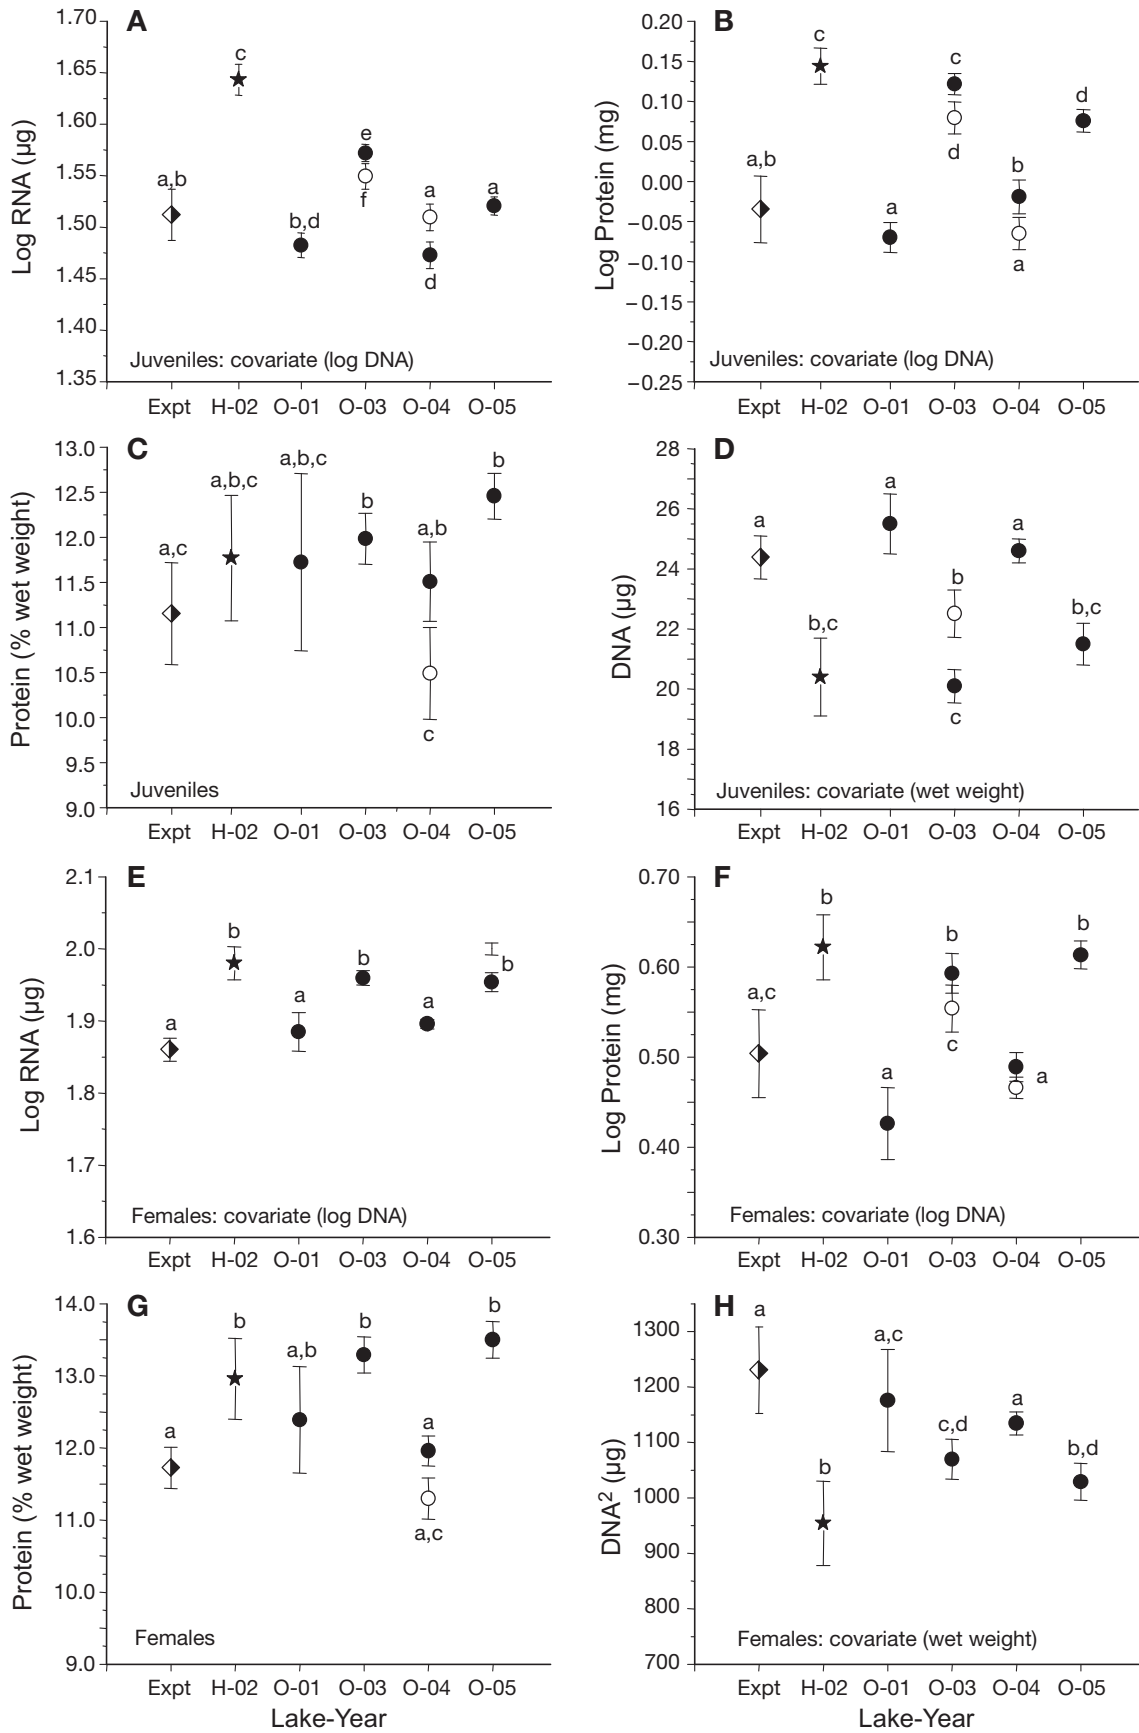 A
Log RNA (µg)
1.70
1.65
1.60
1.55
1.50
1.45
1.40
1.35
a,b
c
b,d
e
f
a
d
a
Juveniles: covariate (log DNA)
Expt H-02 O-01 O-03 O-04 O-05
B
Log Protein (mg)
0.20
0.15
0.10
0.05
0.00
−0.05
−0.10
−0.15
−0.20
−0.25
a,b
c
a
c
d
b
a
d
Juveniles: covariate (log DNA)
Expt H-02 O-01 O-03 O-04 O-05
C
Protein (% wet weight)
13.0
12.5
12.0
11.5
11.0
10.5
10.0
9.5
9.0
a,c
a,b,c
a,b,c
b
a,b
c
b
Juveniles
Expt H-02 O-01 O-03 O-04 O-05
D
DNA (µg)
28
26
24
22
20
18
16
a
b,c
a
b
c
a
b,c
Juveniles: covariate (wet weight)
Expt H-02 O-01 O-03 O-04 O-05
E
Log RNA (µg)
2.1
2.0
1.9
1.8
1.7
1.6
a
b
a
b
a
b
Females: covariate (log DNA)
Expt H-02 O-01 O-03 O-04 O-05
F
Log Protein (mg)
0.70
0.60
0.50
0.40
0.30
a,c
b
a
b
c
a
b
Females: covariate (log DNA)
Expt H-02 O-01 O-03 O-04 O-05
G
Protein (% wet weight)
14.0
13.0
12.0
11.0
10.0
9.0
a
b
a,b
b
a
a,c
b
Females
Expt H-02 O-01 O-03 O-04 O-05
Lake-Year
H
DNA² (µg)
1300
1200
1100
1000
900
800
700
a
b
a,c
c,d
a
b,d
Females: covariate (wet weight)
Expt H-02 O-01 O-03 O-04 O-05
Lake-Year